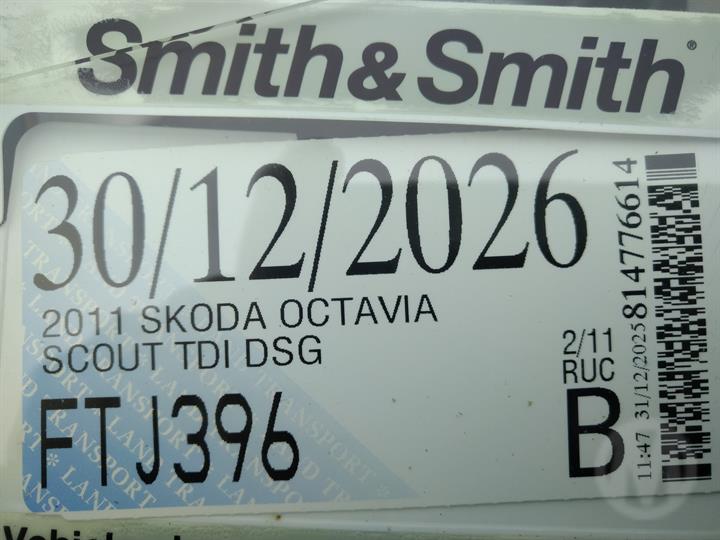 Smith&Smith®
30/12/2026
2011 SKODA OCTAVIA
SCOUT TDI DSG
2/11
RUC
FTJ396
B
11:47 31/12/2025 814776614